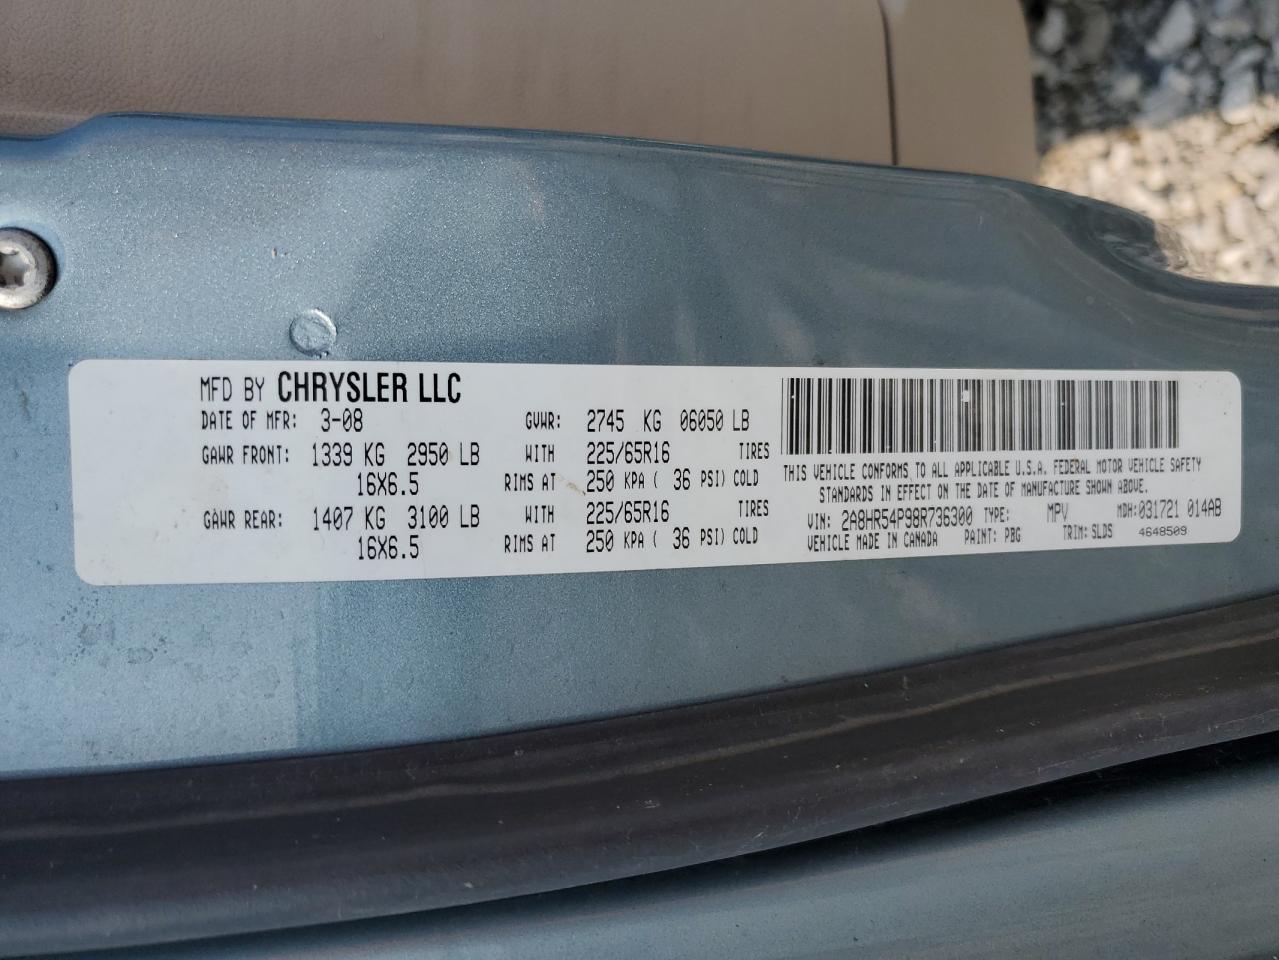 MFD BY CHRYSLER LLC
DATE OF MFR: 3-08 GVWR: 2745 KG 06050 LB
GAWR FRONT: 1339 KG 2950 LB WITH 225/65R16 TIRES
16X6.5 RIMS AT 250 KPA ( 36 PSI) COLD
GAWR REAR: 1407 KG 3100 LB WITH 225/65R16 TIRES
16X6.5 RIMS AT 250 KPA ( 36 PSI) COLD
THIS VEHICLE CONFORMS TO ALL APPLICABLE U.S.A. FEDERAL MOTOR VEHICLE SAFETY
STANDARDS IN EFFECT ON THE DATE OF MANUFACTURE SHOWN ABOVE.
VIN: 2A8HR54P98R736300 TYPE: MPV MDH: 031721 014AB
VEHICLE MADE IN CANADA PAINT: PBG TRIM: SLDS 4648509